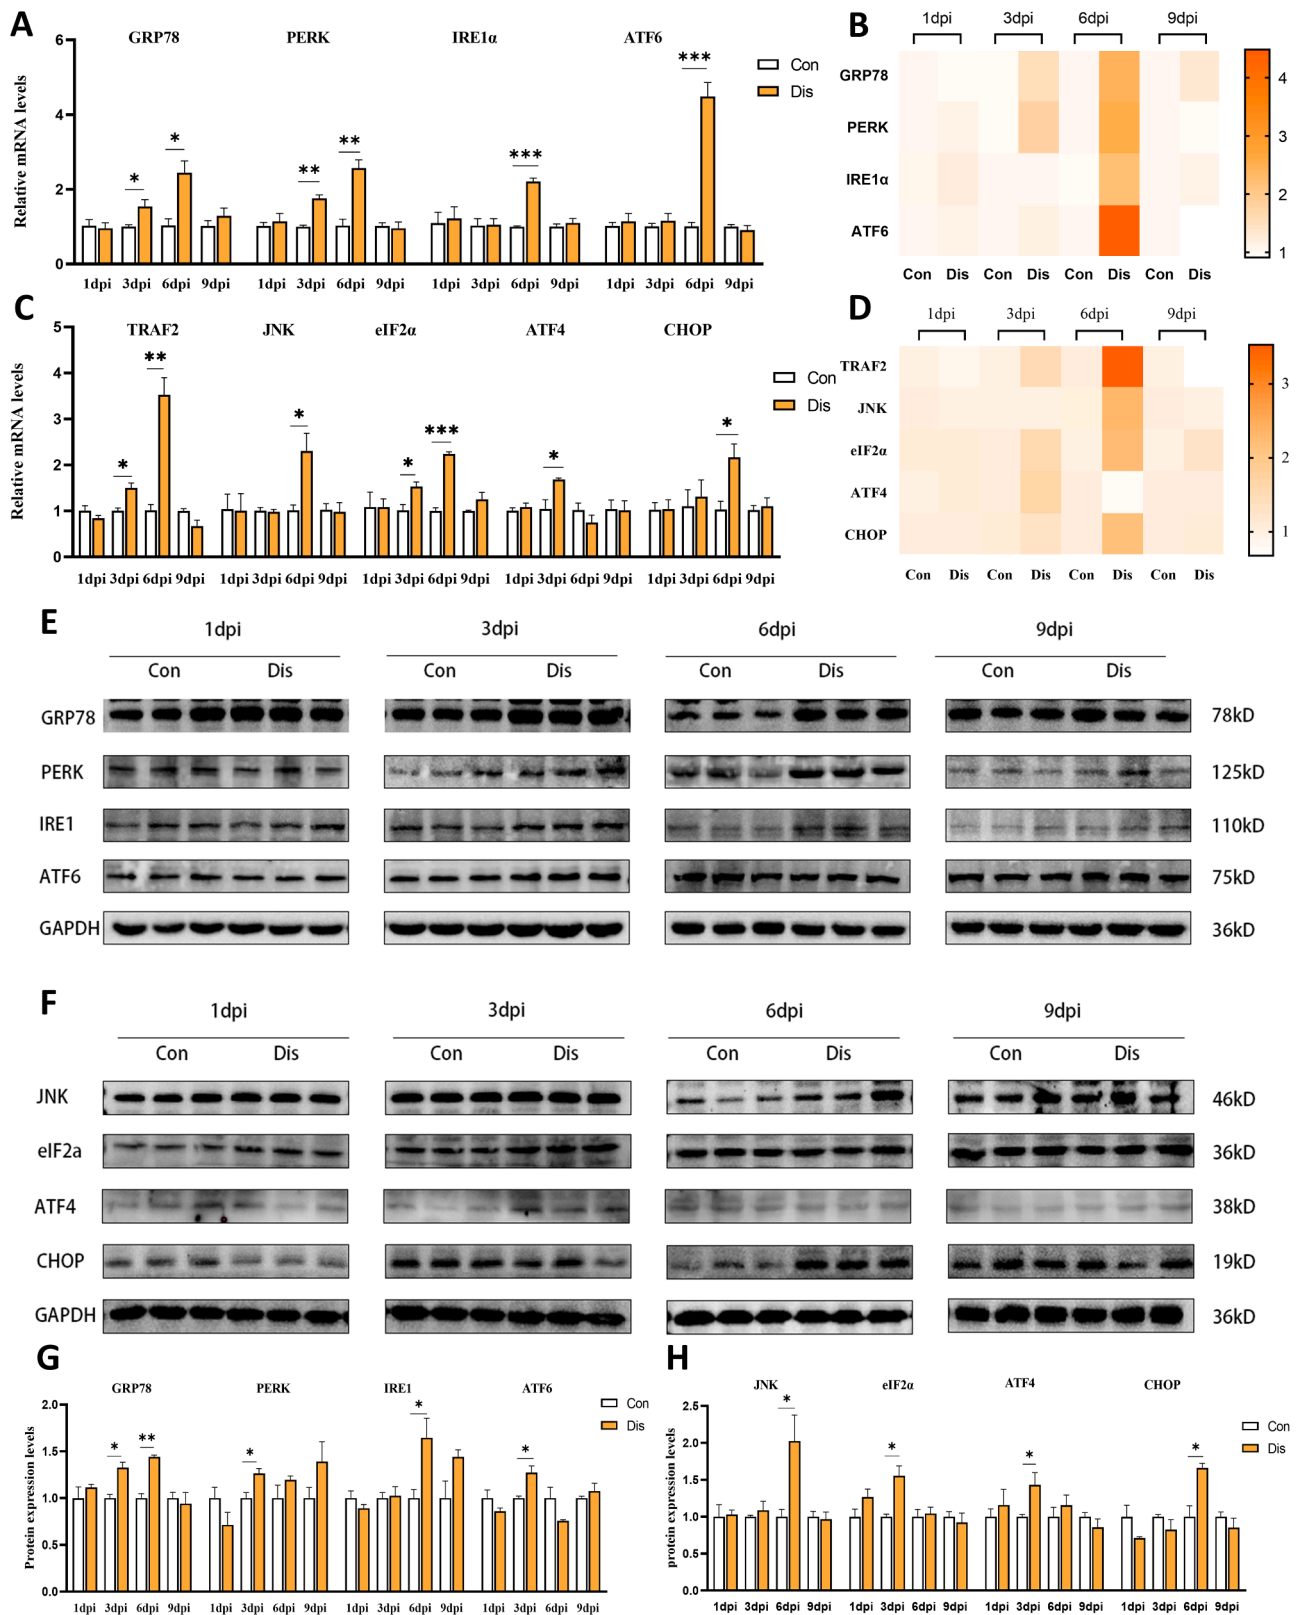 A
GRP78 PERK IRE1α ATF6
Relative mRNA levels
6
4
2
0
* * ** ** *** ***
Con
Dis
1dpi 3dpi 6dpi 9dpi 1dpi 3dpi 6dpi 9dpi 1dpi 3dpi 6dpi 9dpi 1dpi 3dpi 6dpi 9dpi
B
1dpi 3dpi 6dpi 9dpi
GRP78
PERK
IRE1α
ATF6
Con Dis Con Dis Con Dis Con Dis
4
3
2
1
C
TRAF2 JNK eIF2α ATF4 CHOP
Relative mRNA levels
5
4
3
2
1
0
* ** * * *** * *
Con
Dis
1dpi 3dpi 6dpi 9dpi 1dpi 3dpi 6dpi 9dpi 1dpi 3dpi 6dpi 9dpi 1dpi 3dpi 6dpi 9dpi 1dpi 3dpi 6dpi 9dpi
D
1dpi 3dpi 6dpi 9dpi
TRAF2
JNK
eIF2α
ATF4
CHOP
Con Dis Con Dis Con Dis Con Dis
3
2
1
E
1dpi 3dpi 6dpi 9dpi
Con Dis Con Dis Con Dis Con Dis
GRP78 78kD
PERK 125kD
IRE1 110kD
ATF6 75kD
GAPDH 36kD
F
1dpi 3dpi 6dpi 9dpi
Con Dis Con Dis Con Dis Con Dis
JNK 46kD
eIF2a 36kD
ATF4 38kD
CHOP 19kD
GAPDH 36kD
G
GRP78 PERK IRE1 ATF6
Protein expression levels
2.0
1.5
1.0
0.5
0.0
* ** * * *
Con
Dis
1dpi 3dpi 6dpi 9dpi 1dpi 3dpi 6dpi 9dpi 1dpi 3dpi 6dpi 9dpi 1dpi 3dpi 6dpi 9dpi
H
JNK eIF2α ATF4 CHOP
protein expression levels
2.5
2.0
1.5
1.0
0.5
0.0
* * * *
Con
Dis
1dpi 3dpi 6dpi 9dpi 1dpi 3dpi 6dpi 9dpi 1dpi 3dpi 6dpi 9dpi 1dpi 3dpi 6dpi 9dpi